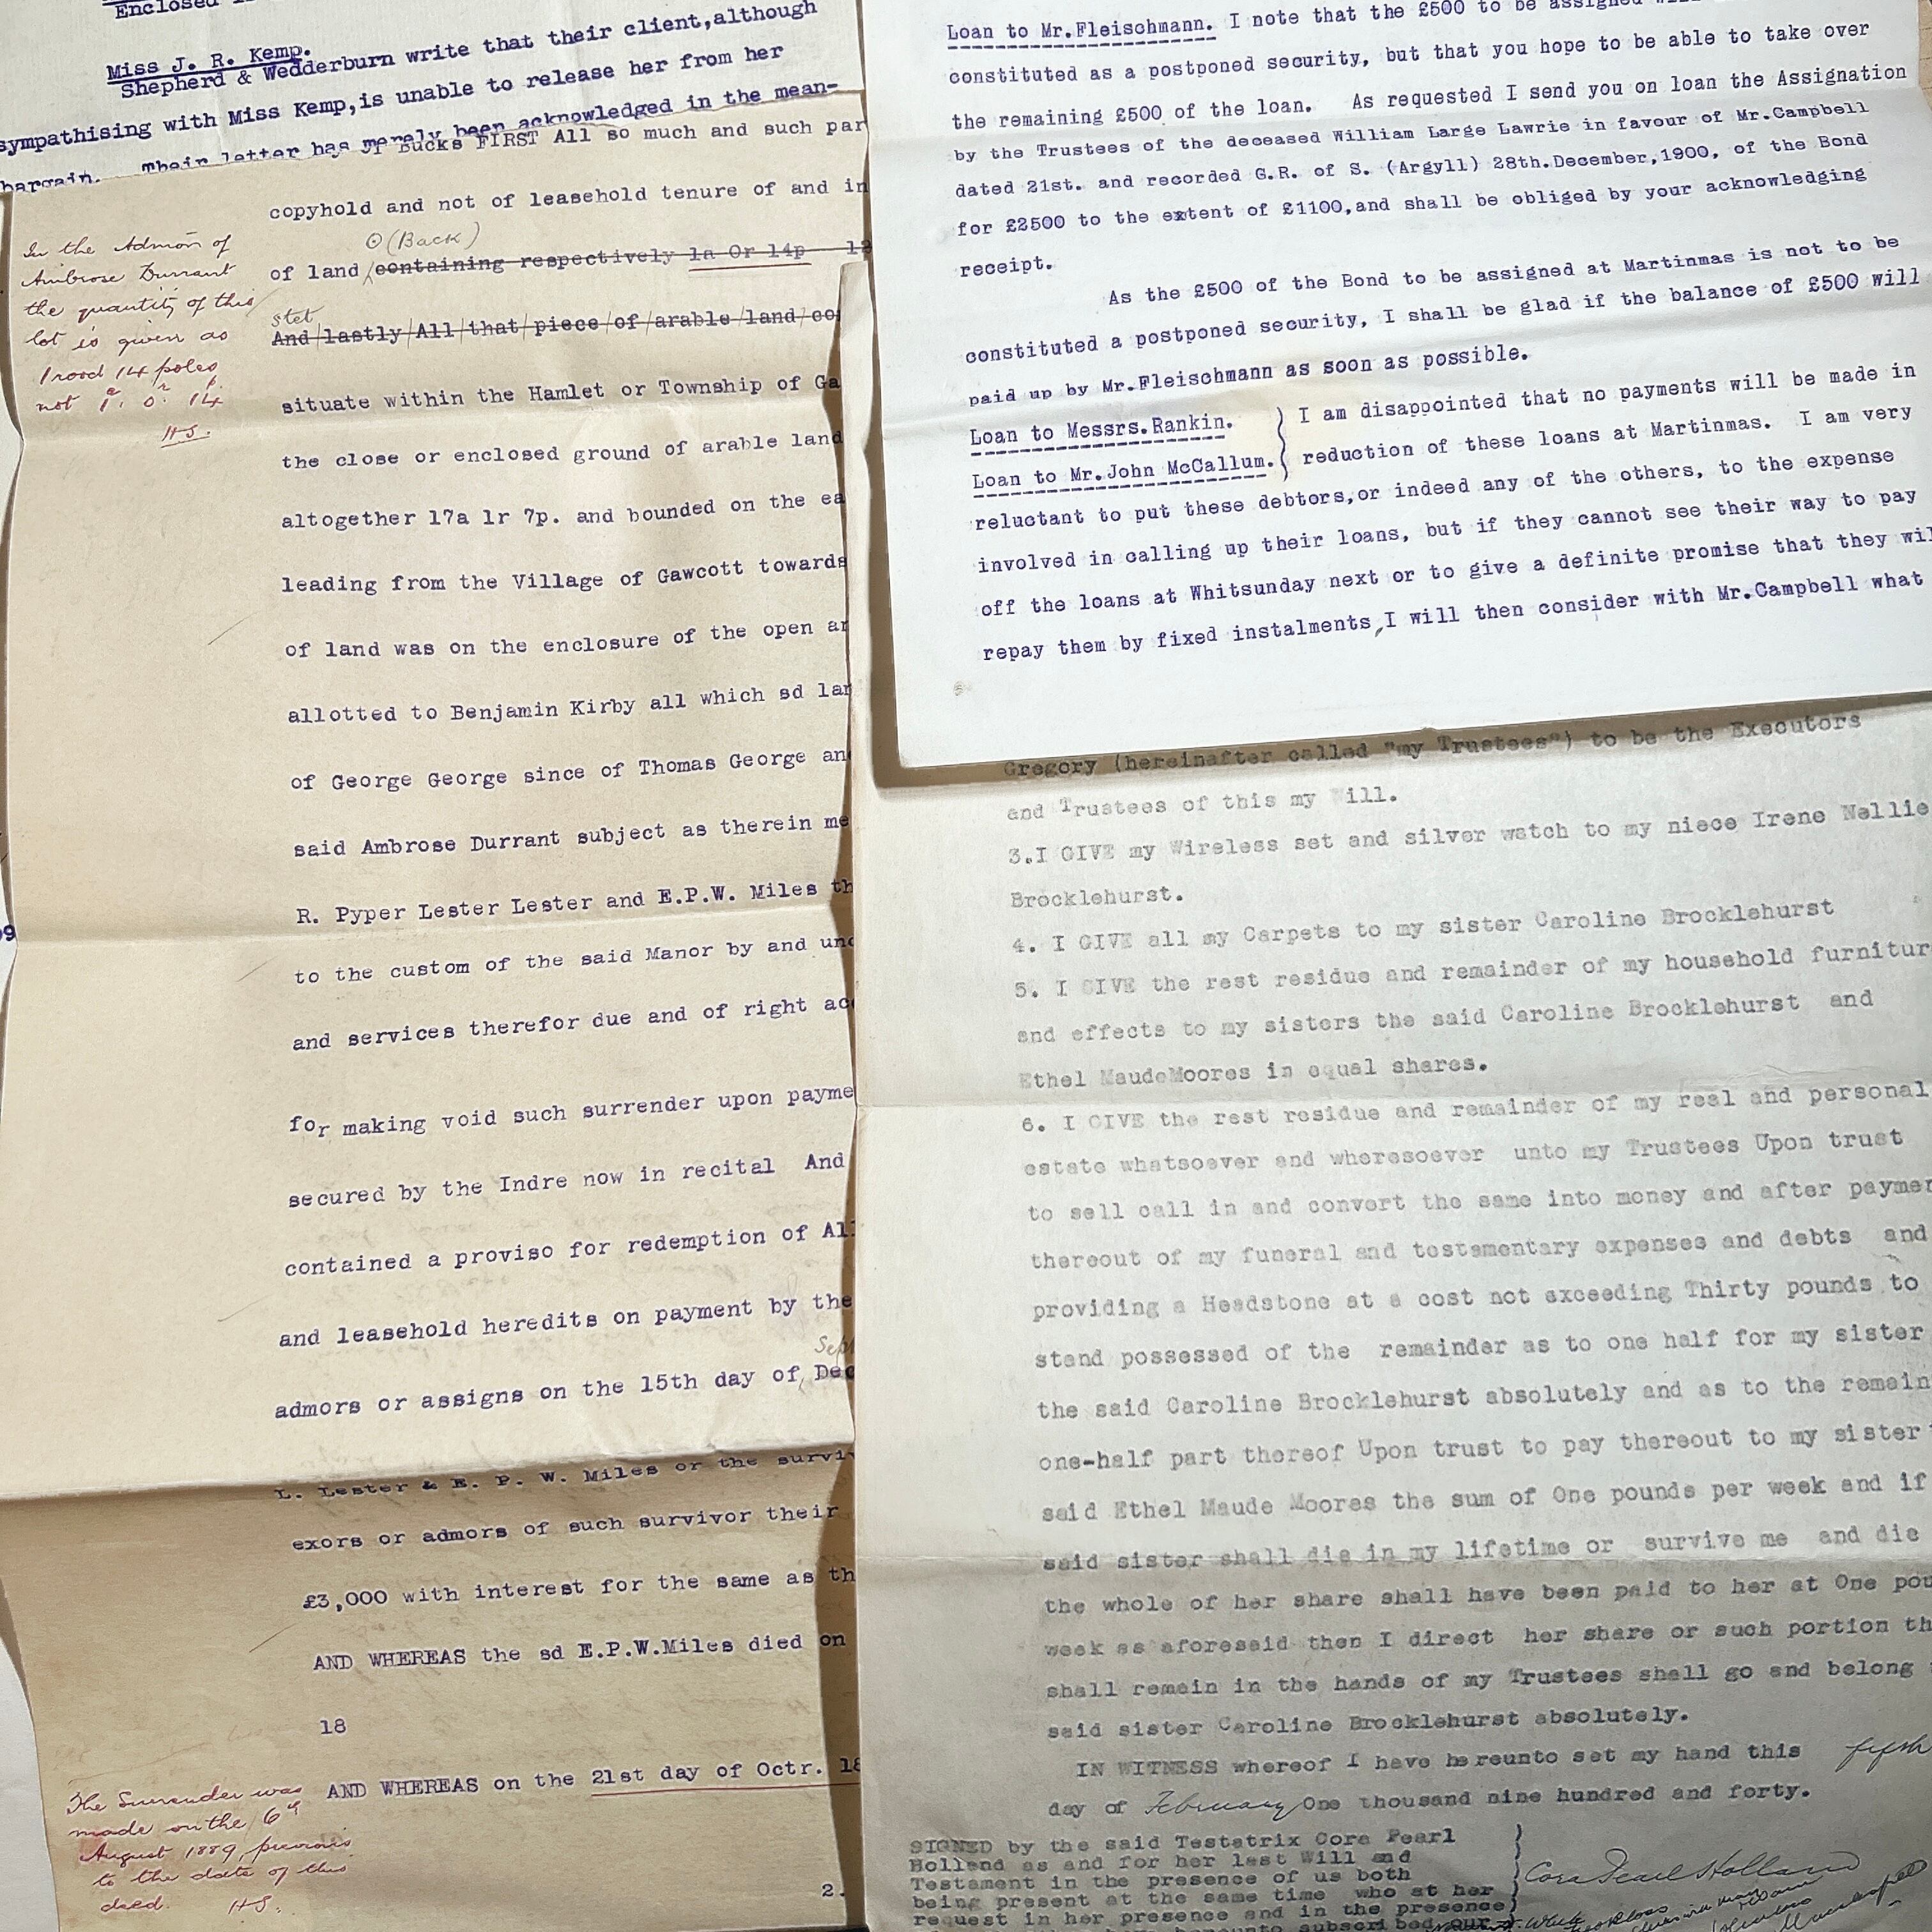 Enclosed
Miss J. R. Kemp.
Shepherd & Wedderburn write that their client,although
sympathising with Miss Kemp,is unable to release her from her
bargain. Their letter has merely been acknowledged in the mean-
Bucks FIRST All so much and such par
copyhold and not of leasehold tenure of and in
⊙ (Back)
of land containing respectively 1a 0r 14p
stet
And lastly All that piece of arable land co
situate within the Hamlet or Township of Ga
the close or enclosed ground of arable land
altogether 17a 1r 7p. and bounded on the ea
leading from the Village of Gawcott towards
of land was on the enclosure of the open ar
allotted to Benjamin Kirby all which sd lan
of George George since of Thomas George an
said Ambrose Durrant subject as therein me
R. Pyper Lester Lester and E.P.W. Miles th
to the custom of the said Manor by and und
and services therefor due and of right acc
for making void such surrender upon payme
secured by the Indre now in recital And
contained a proviso for redemption of All
and leasehold heredits on payment by the
Sept
admors or assigns on the 15th day of Dec
In the Admon of
Ambrose Durrant
the quantity of this
lot is given as
1 rood 14 poles
not 1a. 0r. 14p.
HS.
L. Lester & E. P. W. Miles or the surviv
exors or admors of such survivor their
£3,000 with interest for the same as th
AND WHEREAS the sd E.P.W.Miles died on
18
AND WHEREAS on the 21st day of Octr. 18
2.
The Surrender was
made on the 6th
August 1889, previous
to the date of this
deed. HS.
Loan to Mr.Fleischmann. I note that the £500 to be assigned
constituted as a postponed security, but that you hope to be able to take over
the remaining £500 of the loan. As requested I send you on loan the Assignation
by the Trustees of the deceased William Large Lawrie in favour of Mr.Campbell
dated 21st. and recorded G.R. of S. (Argyll) 28th.December,1900, of the Bond
for £2500 to the extent of £1100,and shall be obliged by your acknowledging
receipt.
As the £500 of the Bond to be assigned at Martinmas is not to be
constituted a postponed security, I shall be glad if the balance of £500 will
paid up by Mr.Fleischmann as soon as possible.
Loan to Messrs.Rankin. ) I am disappointed that no payments will be made in
Loan to Mr.John McCallum. ( reduction of these loans at Martinmas. I am very
reluctant to put these debtors,or indeed any of the others, to the expense
involved in calling up their loans, but if they cannot see their way to pay
off the loans at Whitsunday next or to give a definite promise that they wil
repay them by fixed instalments,I will then consider with Mr.Campbell what
Gregory (hereinafter called "my Trustees") to be the Executors
and Trustees of this my Will.
3.I GIVE my Wireless set and silver watch to my niece Irene Nellie
Brocklehurst.
4. I GIVE all my Carpets to my sister Caroline Brocklehurst
5. I GIVE the rest residue and remainder of my household furnitur
and effects to my sisters the said Caroline Brocklehurst and
Ethel MaudeMoores in equal shares.
6. I GIVE the rest residue and remainder of my real and personal
estate whatsoever and wheresoever unto my Trustees Upon trust
to sell call in and convert the same into money and after paymen
thereout of my funeral and testamentary expenses and debts and
providing a Headstone at a cost not exceeding Thirty pounds to
stand possessed of the remainder as to one half for my sister
the said Caroline Brocklehurst absolutely and as to the remain
one-half part thereof Upon trust to pay thereout to my sister
said Ethel Maude Moores the sum of One pounds per week and if
said sister shall die in my lifetime or survive me and die
the whole of her share shall have been paid to her at One pou
week as aforesaid then I direct her share or such portion th
shall remain in the hands of my Trustees shall go and belong
said sister Caroline Brocklehurst absolutely.
IN WITNESS whereof I have hereunto set my hand this fifth
day of February One thousand nine hundred and forty.
SIGNED by the said Testatrix Cora Pearl
Holland as and for her last Will and
Testament in the presence of us both
being present at the same time who at her
request in her presence and in the presence
Cora Pearl Holland